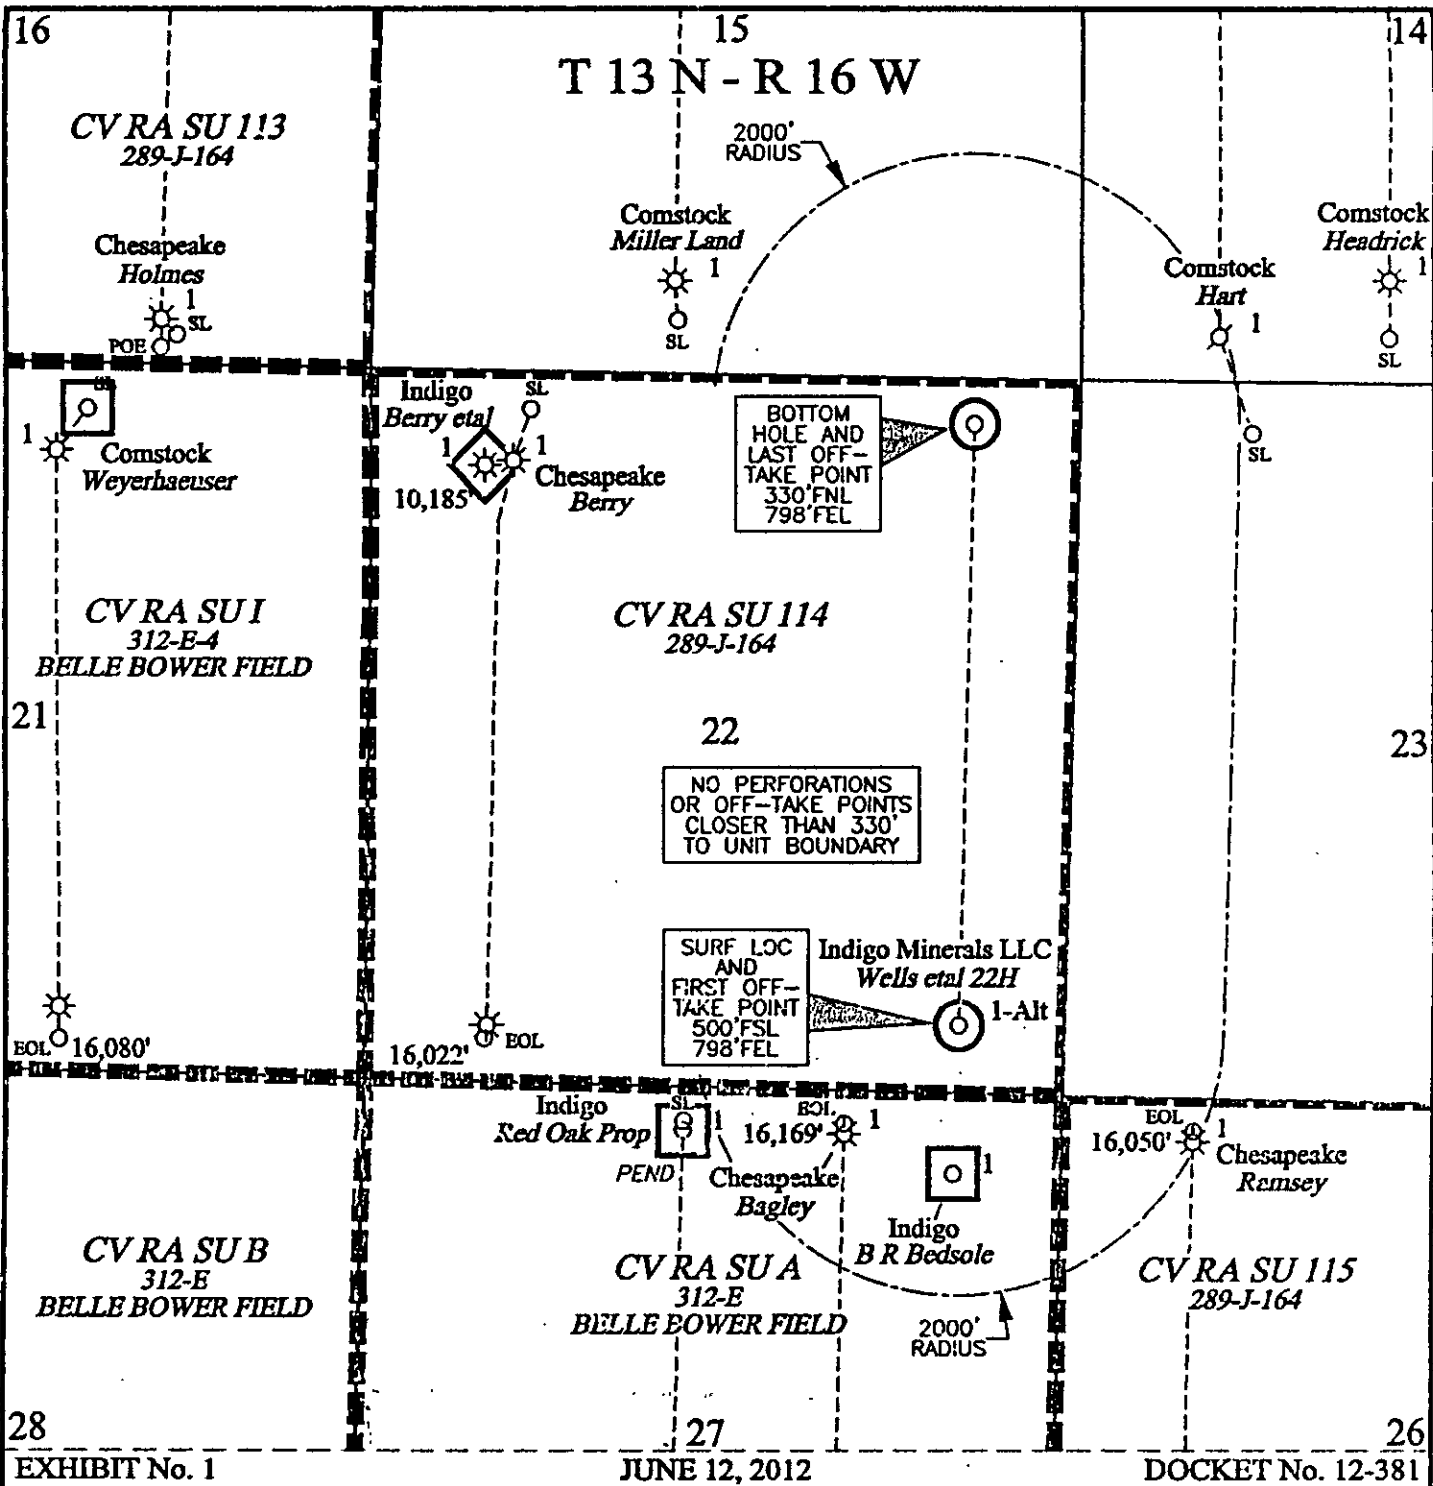 16
15
14
T 13 N - R 16 W
CV RA SU 113
289-J-164
2000'
RADIUS
Chesapeake
Holmes
1
SL
POE
Comstock
Miller Land
1
SL
Comstock
Hart
1
SL
Comstock
Headrick
1
SL
SL
1
Comstock
Weyerhaeuser
Indigo
Berry etal
1
10,185'
SL
1
Chesapeake
Berry
BOTTOM
HOLE AND
LAST OFF-
TAKE POINT
330'FNL
798'FEL
CV RA SU I
312-E-4
BELLE BOWER FIELD
CV RA SU 114
289-J-164
21
22
23
NO PERFORATIONS
OR OFF-TAKE POINTS
CLOSER THAN 330'
TO UNIT BOUNDARY
SURF LOC
AND
FIRST OFF-
TAKE POINT
500'FSL
798'FEL
Indigo Minerals LLC
Wells etal 22H
1-Alt
EOL 16,080'
16,022' EOL
Indigo
Red Oak Prop
SL
1
PEND
EOL
16,169' 1
Chesapeake
Bagley
1
Indigo
B R Bedsole
EOL
16,050' 1
Chesapeake
Ramsey
CV RA SU B
312-E
BELLE BOWER FIELD
CV RA SU A
312-E
BELLE BOWER FIELD
2000'
RADIUS
CV RA SU 115
289-J-164
28
27
26
EXHIBIT No. 1
JUNE 12, 2012
DOCKET No. 12-381